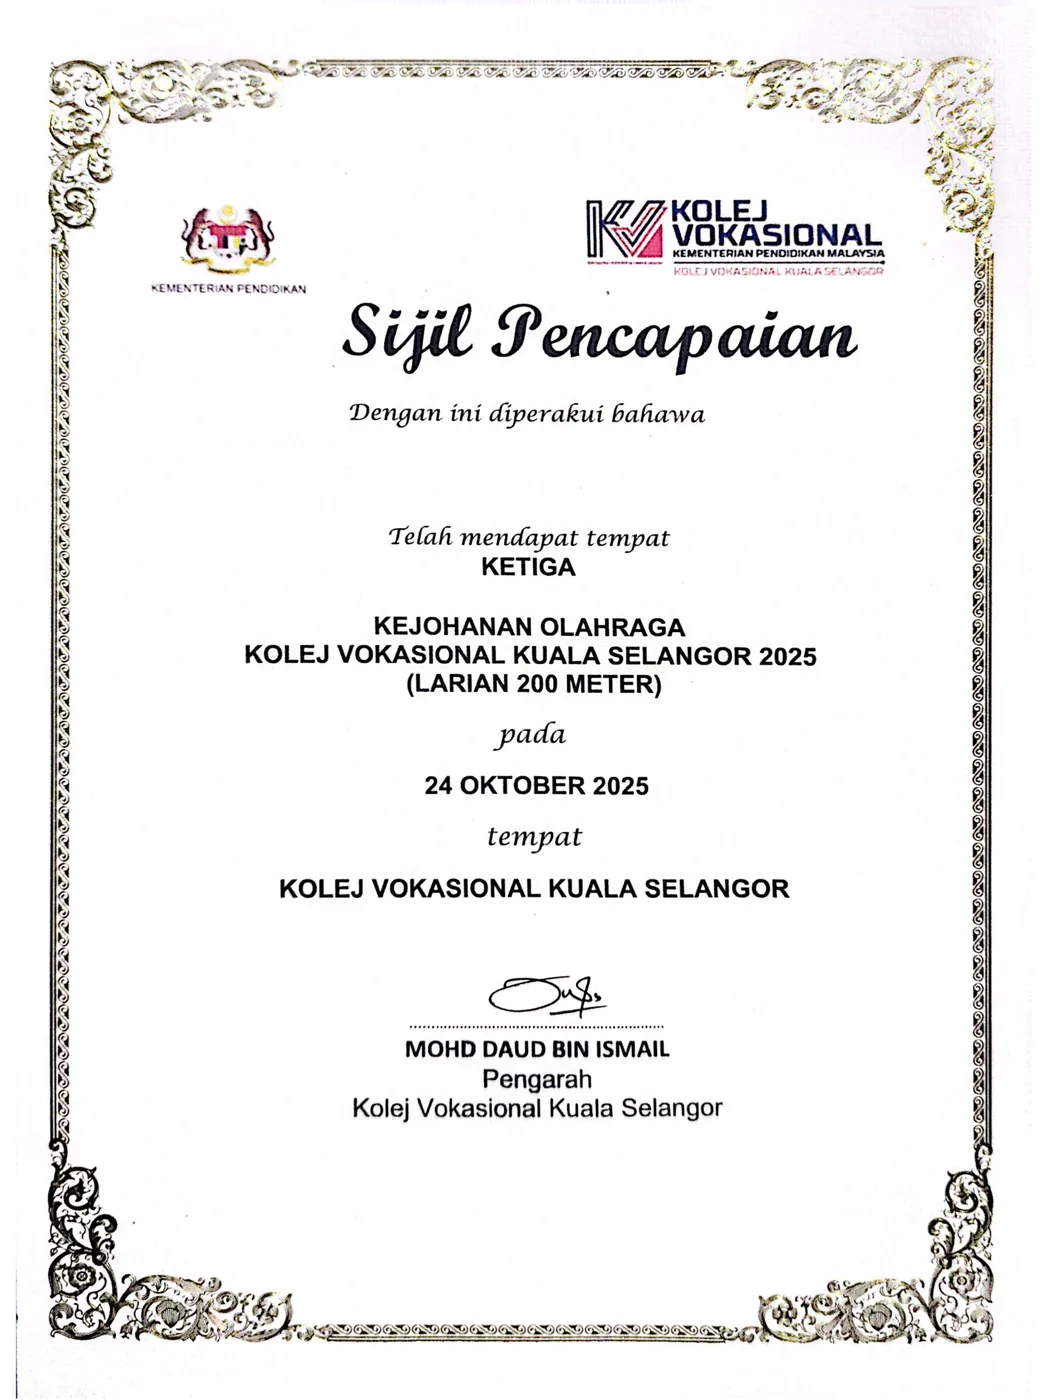 KEMENTERIAN PENDIDIKAN
KOLEJ
VOKASIONAL
KEMENTERIAN PENDIDIKAN MALAYSIA
KOLEJ VOKASIONAL KUALA SELANGOR
Sijil Pencapaian
Dengan ini diperakui bahawa
Telah mendapat tempat
KETIGA
KEJOHANAN OLAHRAGA
KOLEJ VOKASIONAL KUALA SELANGOR 2025
(LARIAN 200 METER)
pada
24 OKTOBER 2025
tempat
KOLEJ VOKASIONAL KUALA SELANGOR
MOHD DAUD BIN ISMAIL
Pengarah
Kolej Vokasional Kuala Selangor